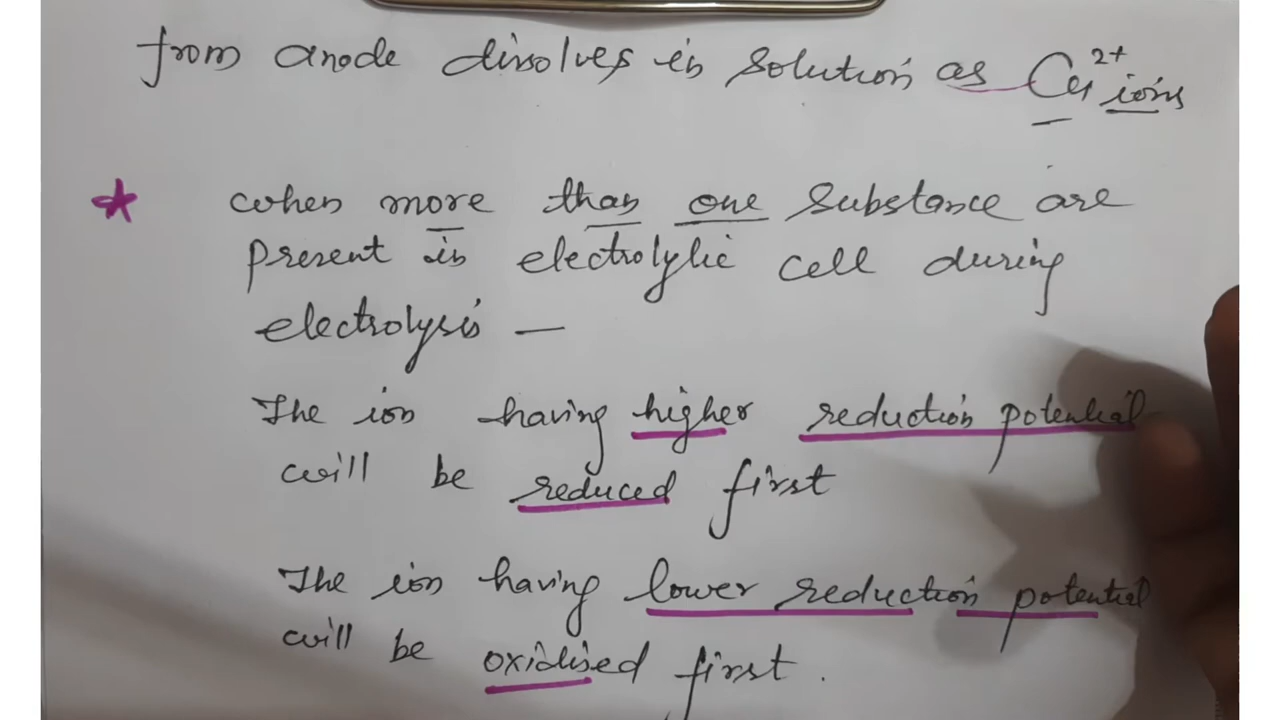 from anode dissolves in solution as Cu²⁺ ions
★ when more than one substance are
present in electrolytic cell during
electrolysis —
The ion having higher reduction potential
will be reduced first
The ion having lower reduction potential
will be oxidised first.